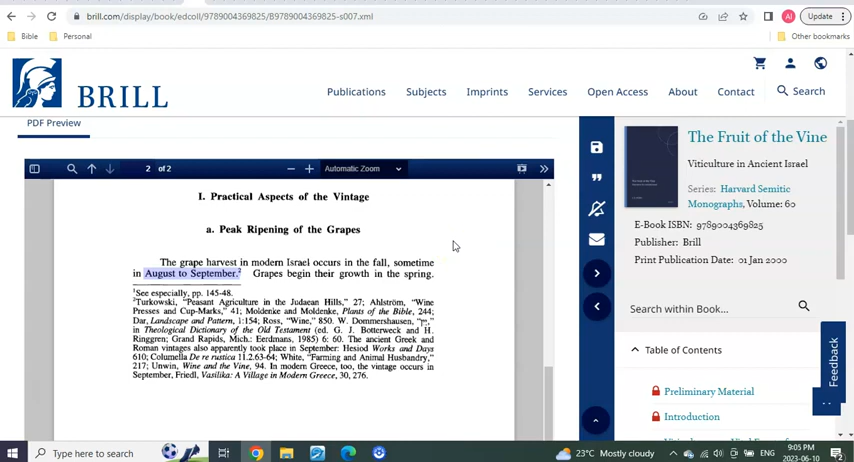 brill.com/display/book/edcoll/9789004369825/B9789004369825-s007.xml
AI
Update
Bible
Personal
Other bookmarks
BRILL
Publications
Subjects
Imprints
Services
Open Access
About
Contact
Search
PDF Preview
2 of 2
Automatic Zoom
I. Practical Aspects of the Vintage
a. Peak Ripening of the Grapes
The grape harvest in modern Israel occurs in the fall, sometime
in August to September.2 Grapes begin their growth in the spring.
1See especially, pp. 145-48.
2Turkowski, "Peasant Agriculture in the Judaean Hills," 27; Ahlström, "Wine
Presses and Cup-Marks," 41; Moldenke and Moldenke, Plants of the Bible, 244;
Dar, Landscape and Pattern, 1:154; Ross, "Wine," 850. W. Dommershausen, "
in Theological Dictionary of the Old Testament (ed. G. J. Botterweck and H.
Ringgren; Grand Rapids, Mich.: Eerdmans, 1985) 6: 60. The ancient Greek and
Roman vintages also apparently took place in September: Hesiod Works and Days
610; Columella De re rustica 11.2.63-64; White, "Farming and Animal Husbandry,"
217; Unwin, Wine and the Vine, 94. In modern Greece, too, the vintage occurs in
September, Friedl, Vasilika: A Village in Modern Greece, 30, 276.
The Fruit of the Vine
Viticulture in Ancient Israel
Series: Harvard Semitic
Monographs, Volume: 60
E-Book ISBN: 9789004369825
Publisher: Brill
Print Publication Date: 01 Jan 2000
Search within Book...
Table of Contents
Preliminary Material
Introduction
Feedback
Type here to search
23°C Mostly cloudy
ENG
9:05 PM
2023-06-10
2